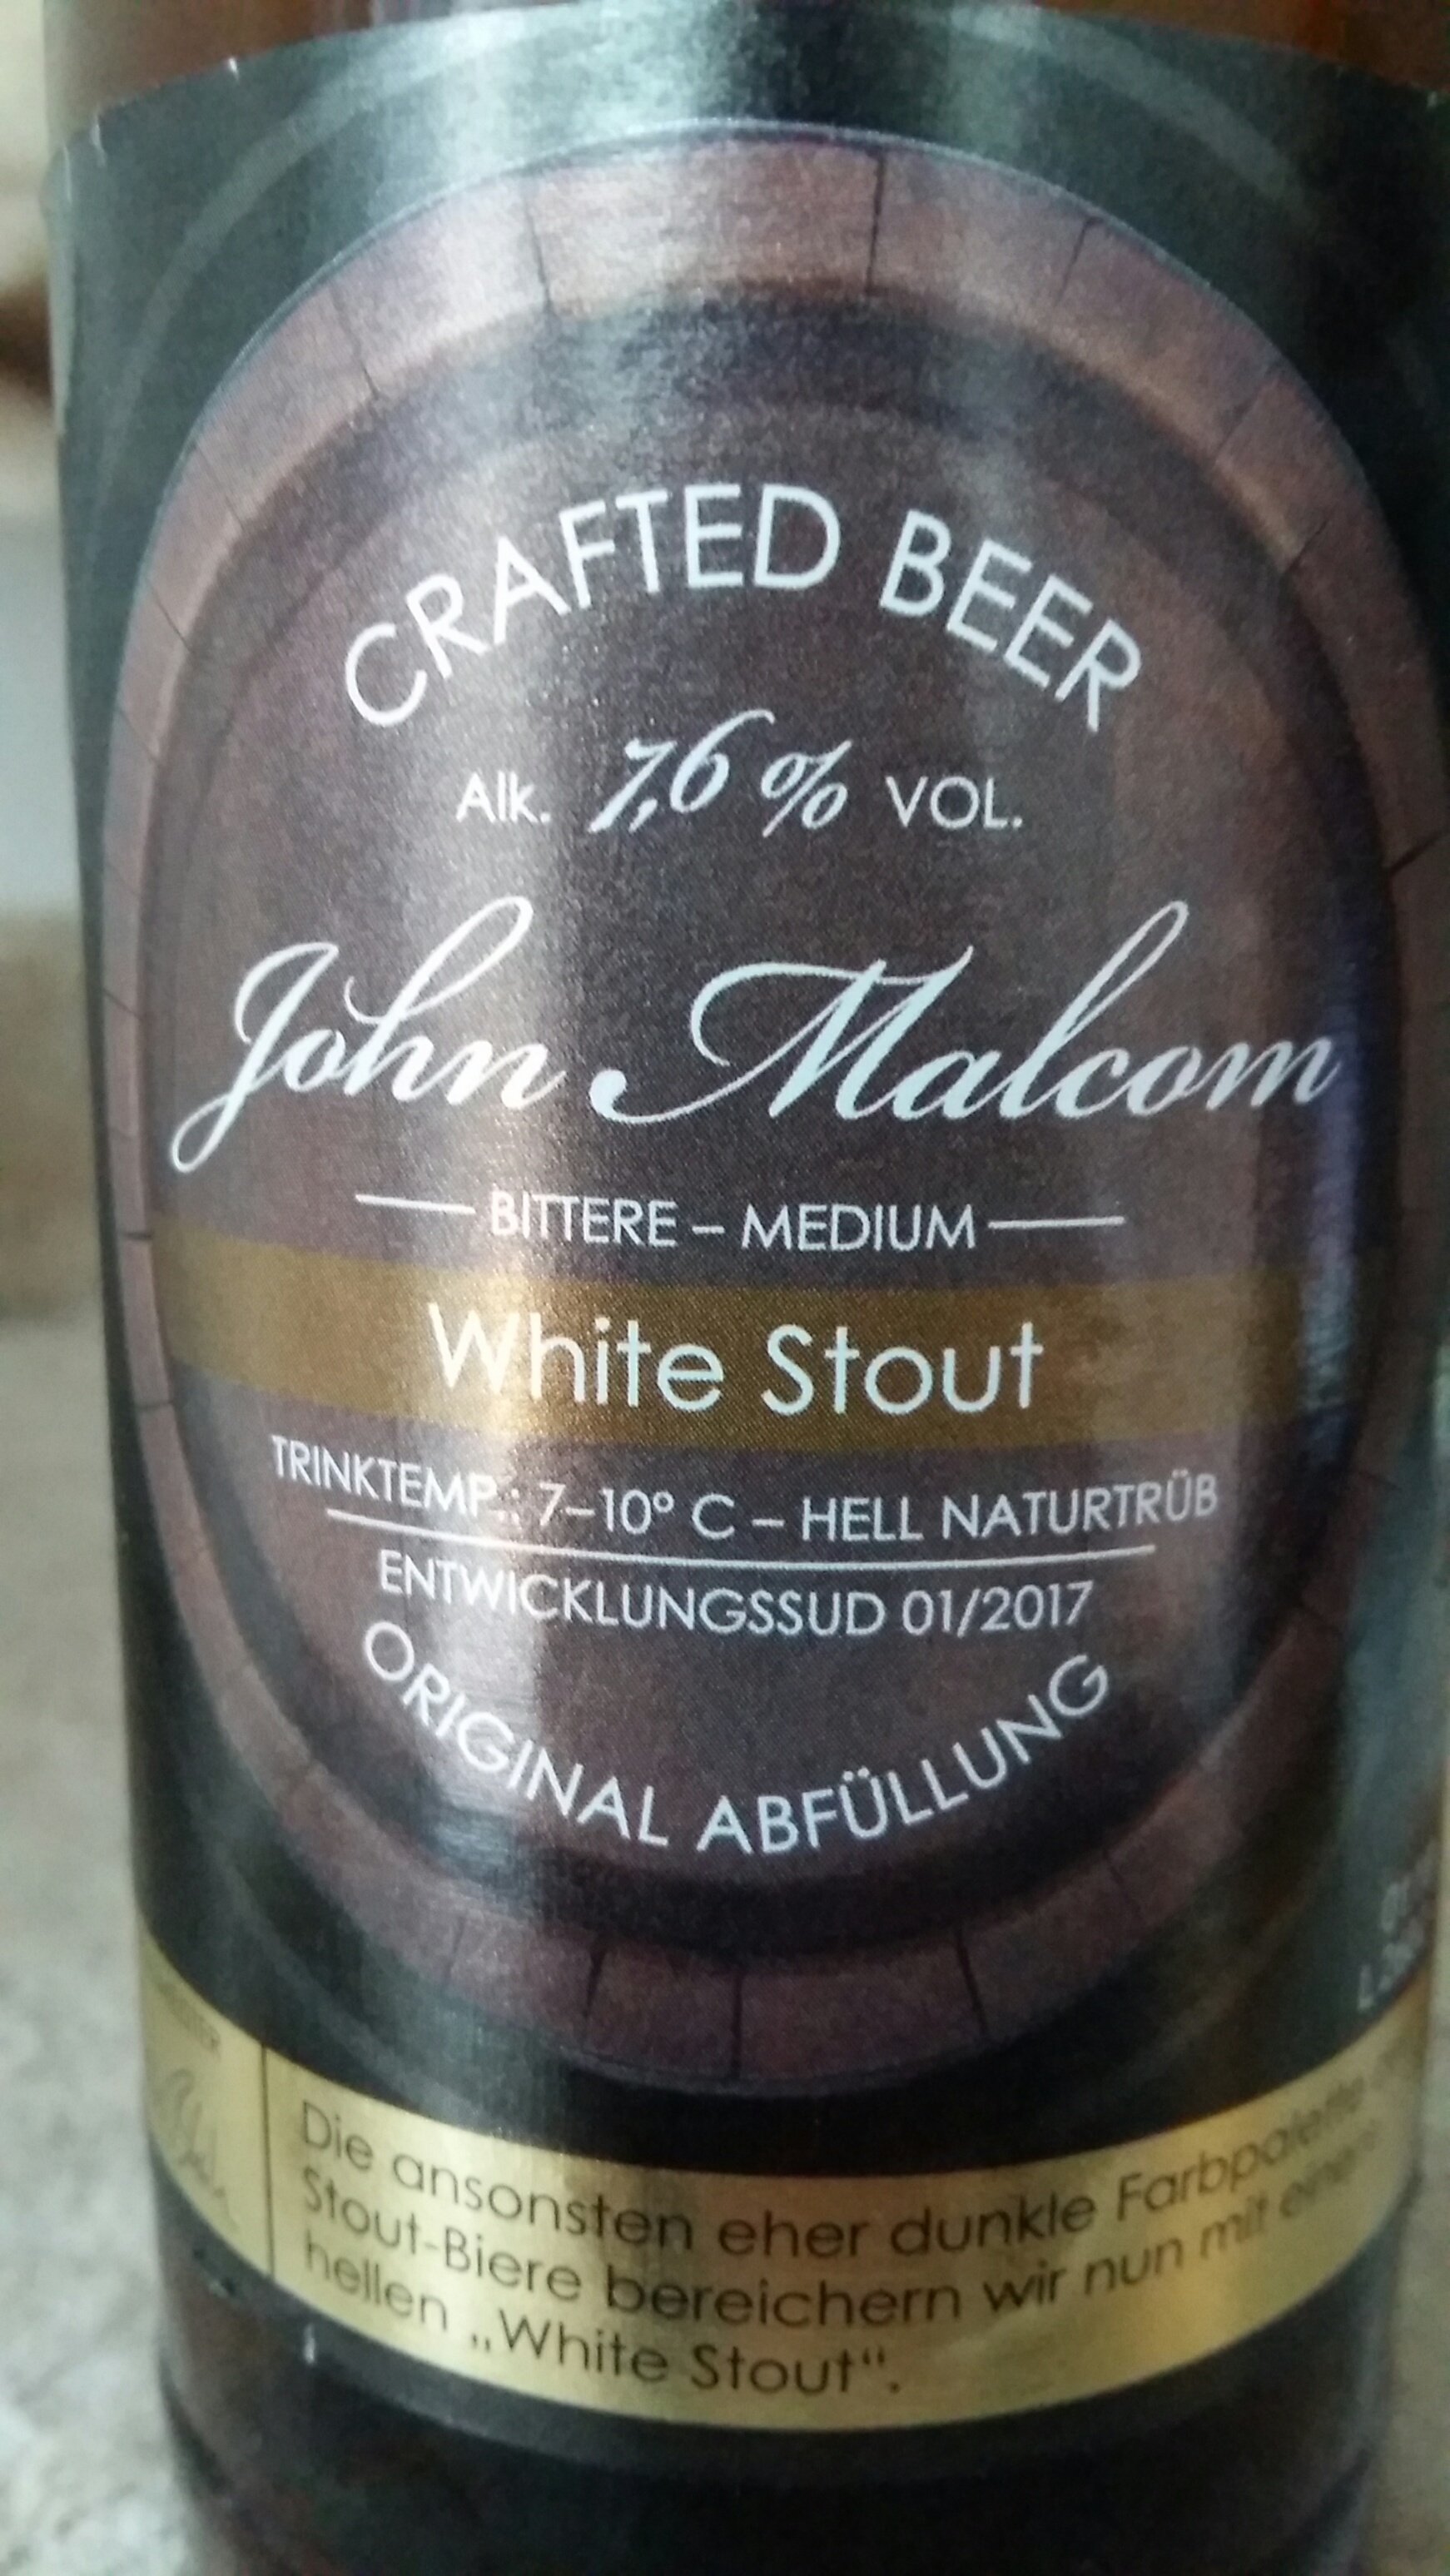 CRAFTED BEER
Alk. 7,6 % VOL.
John Malcom
BITTERE – MEDIUM
White Stout
TRINKTEMP.: 7–10° C – HELL NATURTRÜB
ENTWICKLUNGSSUD 01/2017
ORIGINAL ABFÜLLUNG
Die ansonsten eher dunkle Farbpalette
Stout-Biere bereichern wir nun mit einem
hellen „White Stout“.